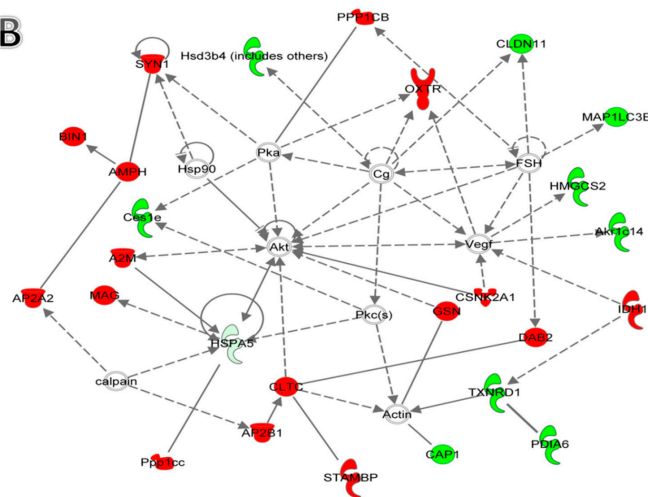 B
PPP1CB
SYN1
Hsd3b4 (includes others)
CLDN11
OXTR
MAP1LC3B
BIN1
AMPH
Hsp90
Pka
Cg
FSH
HMGCS2
Ces1e
Akt
Vegf
Akr1c14
A2M
AP2A2
MAG
CSNK2A1
GSN
IDH1
Pkc(s)
HSPA5
DAB2
calpain
CLTC
TXNRD1
Actin
AP2B1
CAP1
PDIA6
Ppp1cc
STAMBP